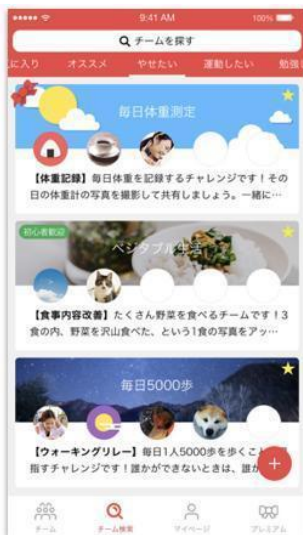 9:41 AM
100%
チームを探す
に入り オススメ やせたい 運動したい 勉強
毎日体重測定
【体重記録】毎日体重を記録するチャレンジです！その
日の体重計の写真を撮影して共有しましょう。一緒に…
初心者歓迎
ベジタブル生活
【食事内容改善】たくさん野菜を食べるチームです！3
食の内、野菜を沢山食べた、という1食の写真をアッ…
毎日5000歩
【ウォーキングリレー】毎日1人5000歩を歩くこ
指すチャレンジです！誰かができないときは、誰か
チーム チーム検索 マイページ プレミアム